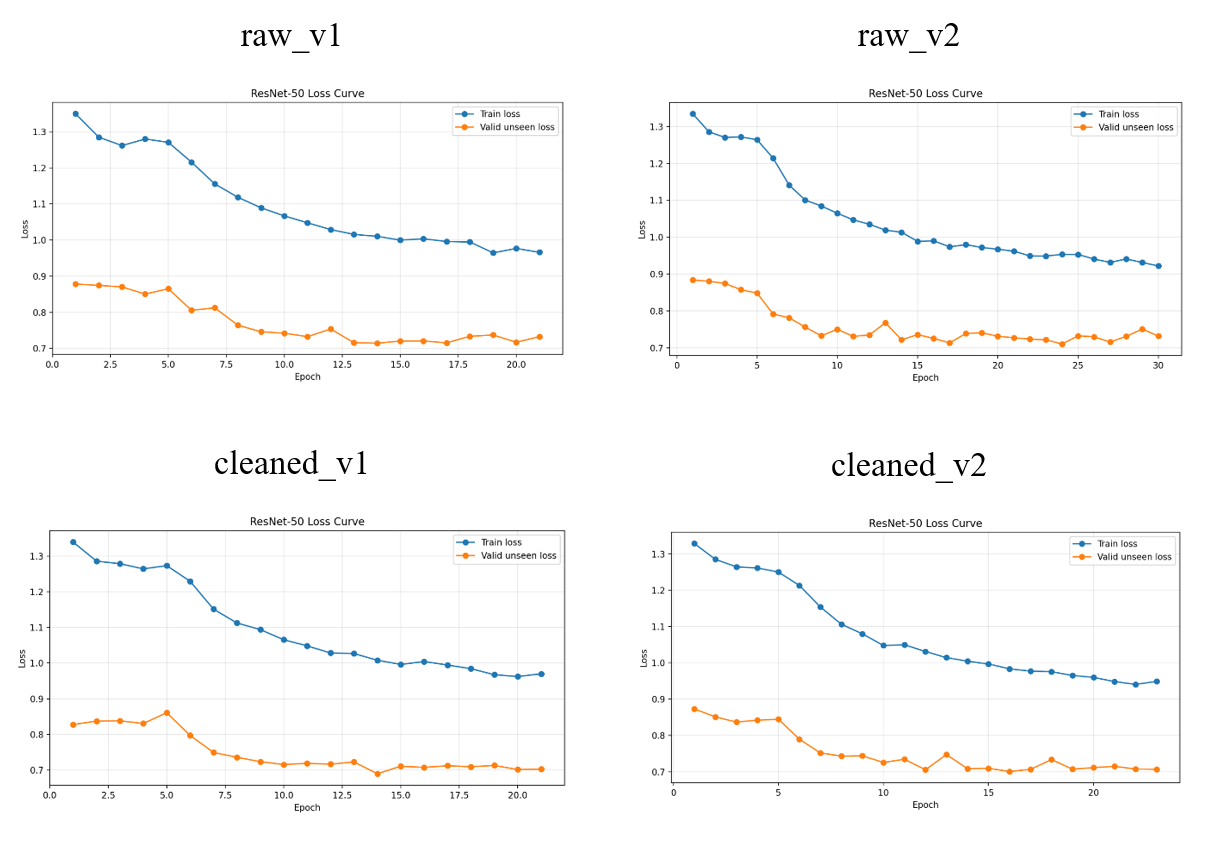 raw_v1
ResNet-50 Loss Curve
Train loss
Valid unseen loss
1.3
1.2
1.1
1.0
0.9
0.8
0.7
Loss
0.0 2.5 5.0 7.5 10.0 12.5 15.0 17.5 20.0
Epoch
raw_v2
ResNet-50 Loss Curve
Train loss
Valid unseen loss
1.3
1.2
1.1
1.0
0.9
0.8
0.7
Loss
0 5 10 15 20 25 30
Epoch
cleaned_v1
ResNet-50 Loss Curve
Train loss
Valid unseen loss
1.3
1.2
1.1
1.0
0.9
0.8
0.7
Loss
0.0 2.5 5.0 7.5 10.0 12.5 15.0 17.5 20.0
Epoch
cleaned_v2
ResNet-50 Loss Curve
Train loss
Valid unseen loss
1.3
1.2
1.1
1.0
0.9
0.8
0.7
Loss
0 5 10 15 20
Epoch